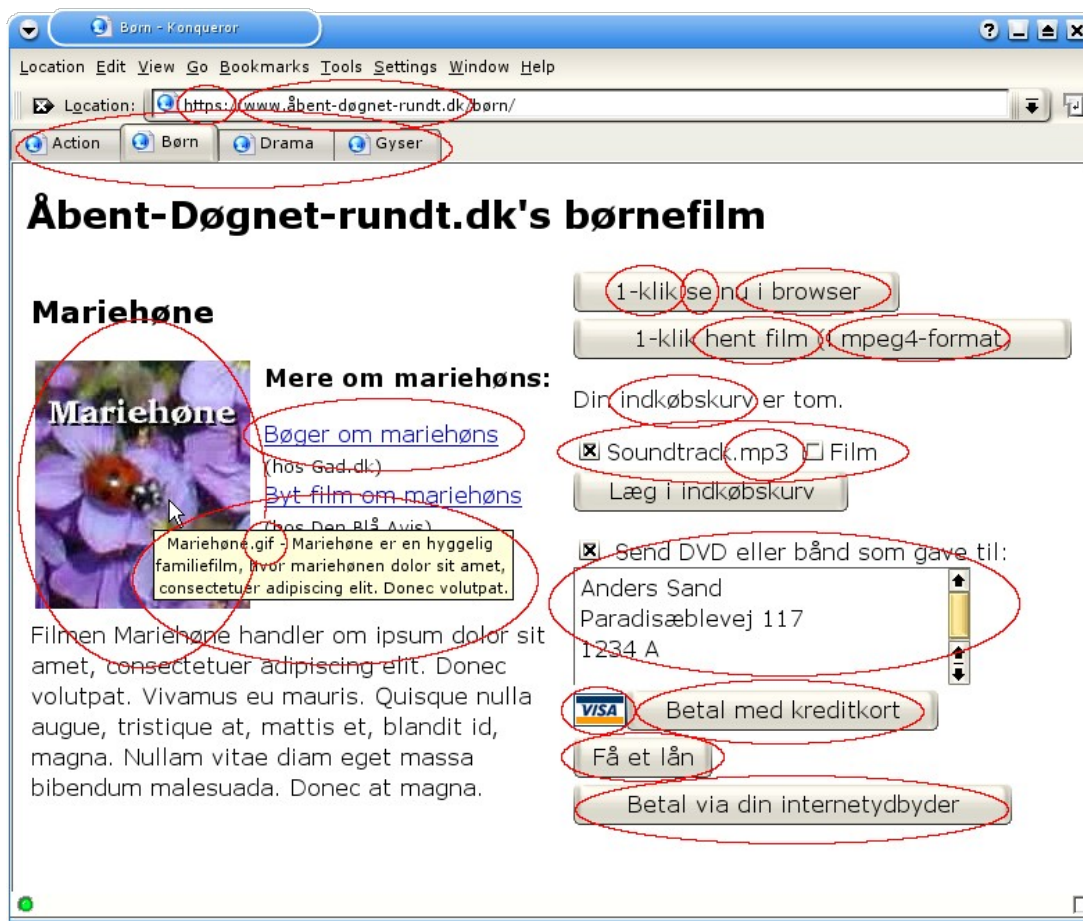 Børn - Konqueror
Location Edit View Go Bookmarks Tools Settings Window Help
Location: https://www.åbent-døgnet-rundt.dk/børn/
Action Børn Drama Gyser
Åbent-Døgnet-rundt.dk's børnefilm
Mariehøne
Mariehøne
Mere om mariehøns:
Bøger om mariehøns
(hos Gad.dk)
Byt film om mariehøns
(hos Den Blå Avis)
Mariehøne.gif - Mariehøne er en hyggelig
familiefilm, hvor mariehønen dolor sit amet,
consectetuer adipiscing elit. Donec volutpat.
Filmen Mariehøne handler om ipsum dolor sit
amet, consectetuer adipiscing elit. Donec
volutpat. Vivamus eu mauris. Quisque nulla
augue, tristique at, mattis et, blandit id,
magna. Nullam vitae diam eget massa
bibendum malesuada. Donec at magna.
1-klik se nu i browser
1-klik hent film (i mpeg4-format)
Din indkøbskurv er tom.
Soundtrack.mp3 Film
Læg i indkøbskurv
Send DVD eller bånd som gave til:
Anders Sand
Paradisæblevej 117
1234 A
VISA Betal med kreditkort
Få et lån
Betal via din internetydbyder